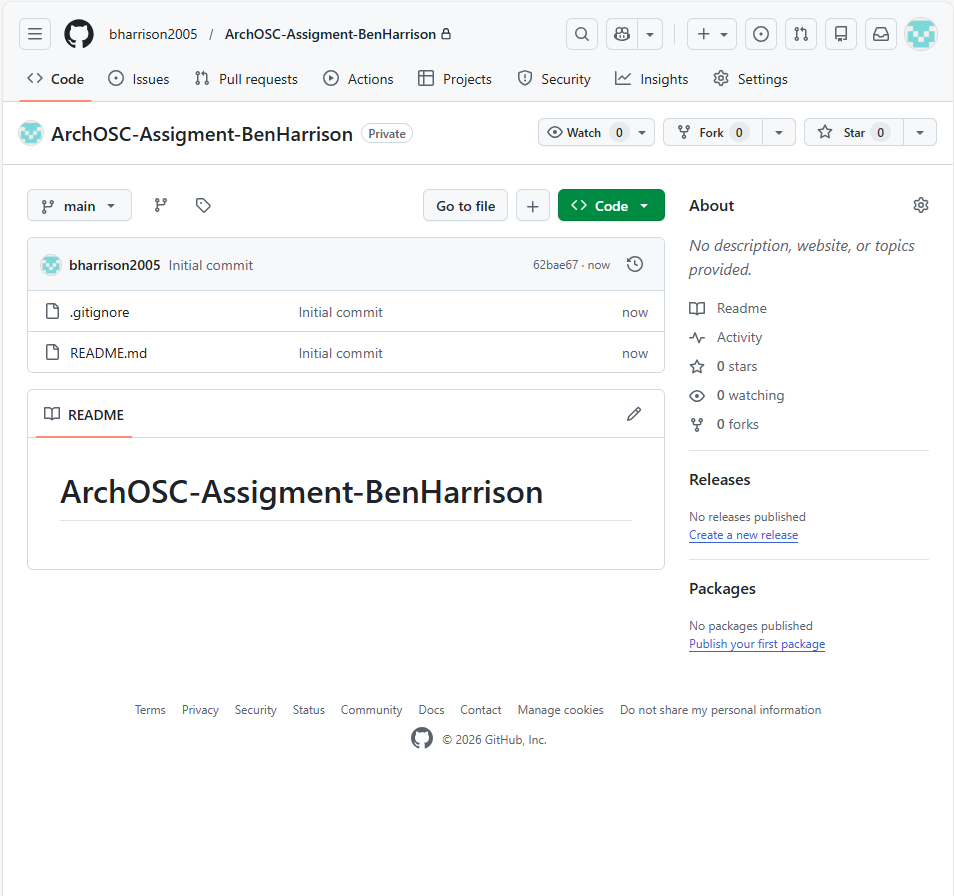 bharrison2005 / ArchOSC-Assigment-BenHarrison
Code Issues Pull requests Actions Projects Security Insights Settings
ArchOSC-Assigment-BenHarrison Private Watch 0 Fork 0 Star 0
main Go to file Code
bharrison2005 Initial commit 62bae67 · now
.gitignore Initial commit now
README.md Initial commit now
README
ArchOSC-Assigment-BenHarrison
About
No description, website, or topics
provided.
Readme
Activity
0 stars
0 watching
0 forks
Releases
No releases published
Create a new release
Packages
No packages published
Publish your first package
Terms Privacy Security Status Community Docs Contact Manage cookies Do not share my personal information
© 2026 GitHub, Inc.